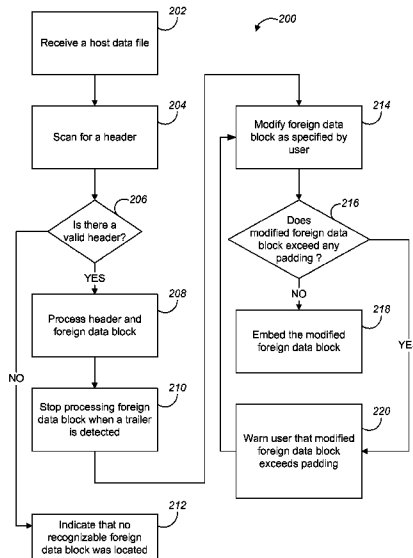 200
202
Receive a host data file
204
Scan for a header
206
Is there a
valid header?
YES
NO
208
Process header and
foreign data block
210
Stop processing foreign
data block when a trailer
is detected
212
Indicate that no
recognizable foreign
data block was located
214
Modify foreign data
block as specified by
user
216
Does
modified foreign data
block exceed any
padding ?
NO
YE
218
Embed the modified
foreign data block
220
Warn user that modified
foreign data block
exceeds padding